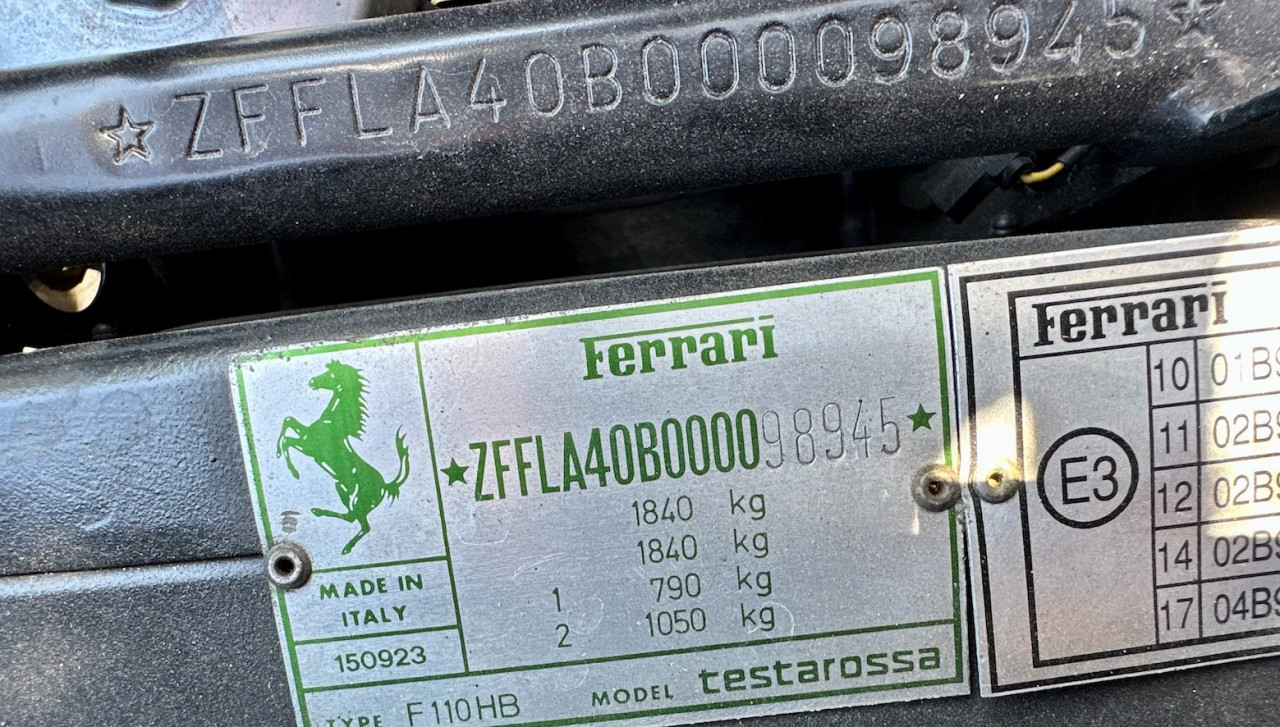 ☆ZFFLA40B000098945☆
Ferrari
★ZFFLA40B000098945★
1840 kg
1840 kg
1 790 kg
2 1050 kg
MADE IN
ITALY
150923
TYPE F110HB MODEL testarossa
Ferrari
E3
10
11
12
14
17